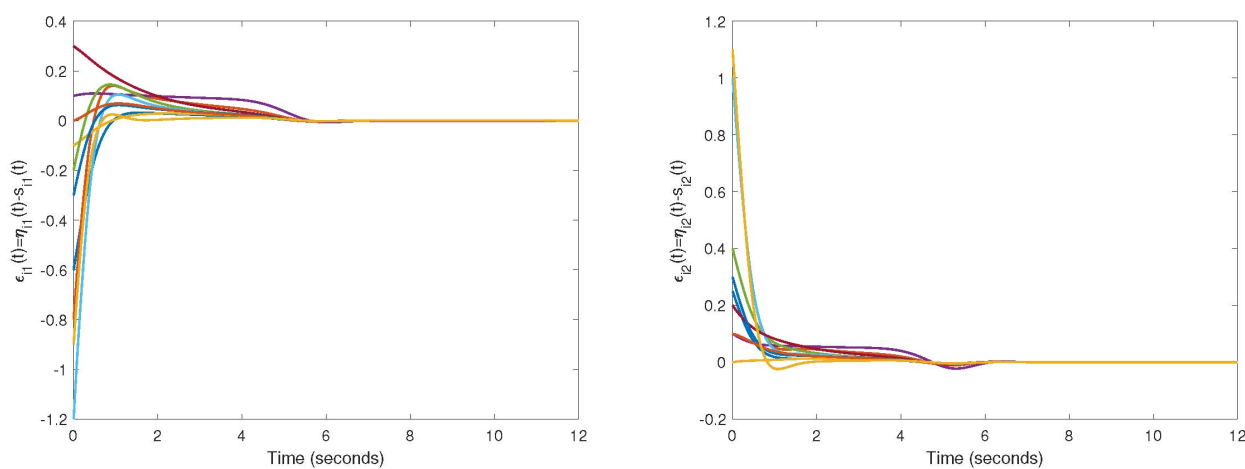 0.4
0.2
0
-0.2
-0.4
-0.6
-0.8
-1
-1.2
0 2 4 6 8 10 12
Time (seconds)
ϵi1(t)=ηi1(t)-si1(t)
1.2
1
0.8
0.6
0.4
0.2
0
-0.2
0 2 4 6 8 10 12
Time (seconds)
ϵi2(t)=ηi2(t)-si2(t)